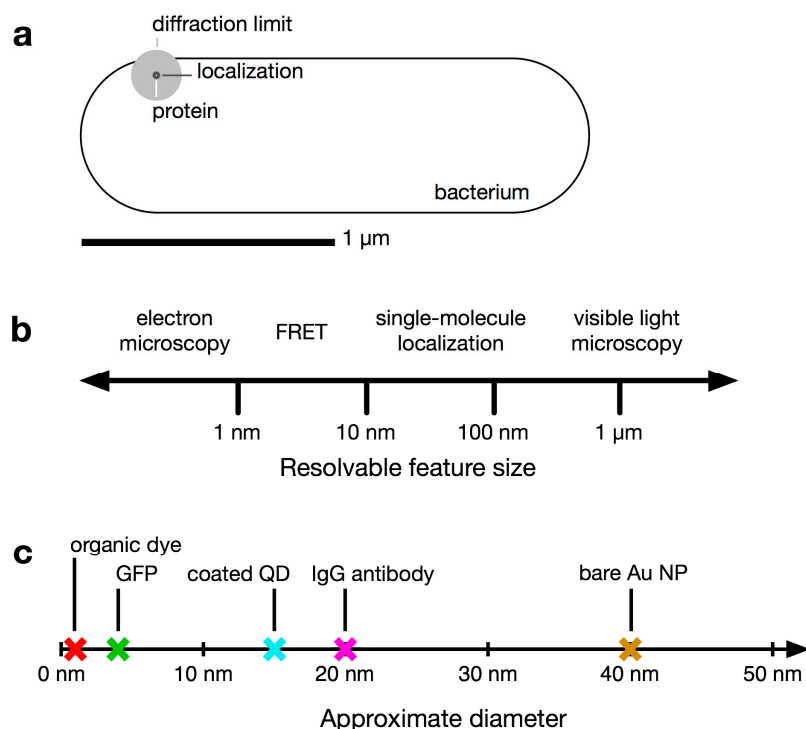 a
diffraction limit
localization
protein
bacterium
1 µm
b
electron
microscopy
FRET
single-molecule
localization
visible light
microscopy
1 nm
10 nm
100 nm
1 µm
Resolvable feature size
c
organic dye
GFP
coated QD
IgG antibody
bare Au NP
0 nm
10 nm
20 nm
30 nm
40 nm
50 nm
Approximate diameter